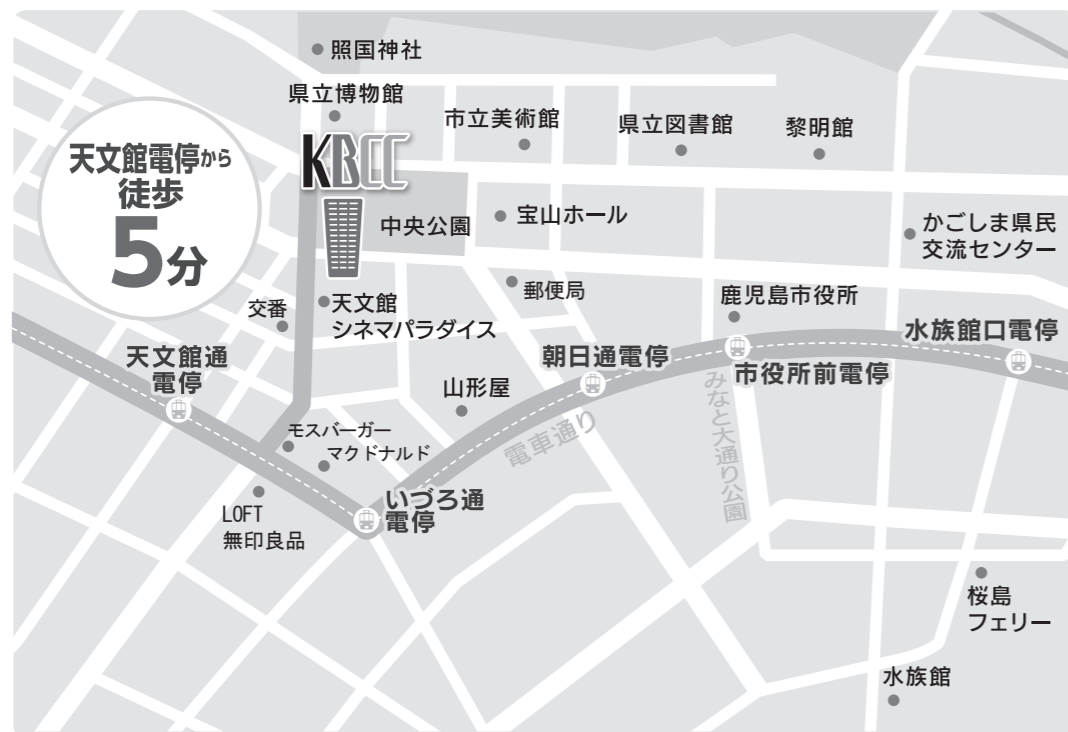 照国神社
県立博物館
市立美術館
県立図書館
黎明館
KBCC
天文館電停から
徒歩
5分
中央公園
宝山ホール
かごしま県民
交流センター
郵便局
鹿児島市役所
交番
天文館
シネマパラダイス
水族館口電停
天文館通
電停
朝日通電停
市役所前電停
山形屋
みなと大通り公園
電車通り
モスバーガー
マクドナルド
いづろ通
電停
LOFT
無印良品
桜島
フェリー
水族館